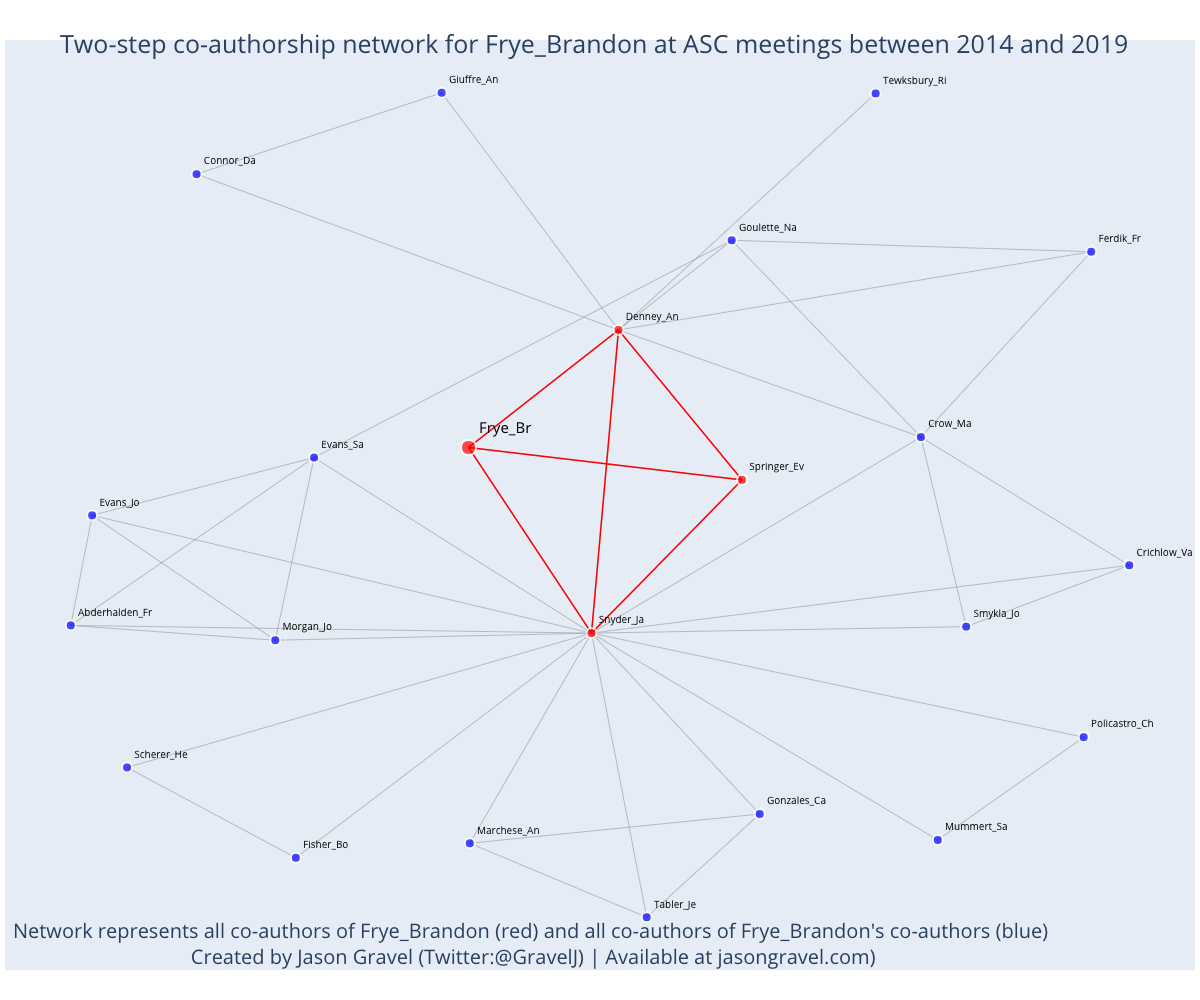 Two-step co-authorship network for Frye_Brandon at ASC meetings between 2014 and 2019
Giuffre_An
Tewksbury_Ri
Connor_Da
Goulette_Na
Ferdik_Fr
Denney_An
Frye_Br
Crow_Ma
Evans_Sa
Springer_Ev
Evans_Jo
Crichlow_Va
Abderhalden_Fr
Smykla_Jo
Snyder_Ja
Morgan_Jo
Policastro_Ch
Scherer_He
Gonzales_Ca
Mummert_Sa
Marchese_An
Fisher_Bo
Tabler_Je
Network represents all co-authors of Frye_Brandon (red) and all co-authors of Frye_Brandon's co-authors (blue)
Created by Jason Gravel (Twitter:@GravelJ) | Available at jasongravel.com)